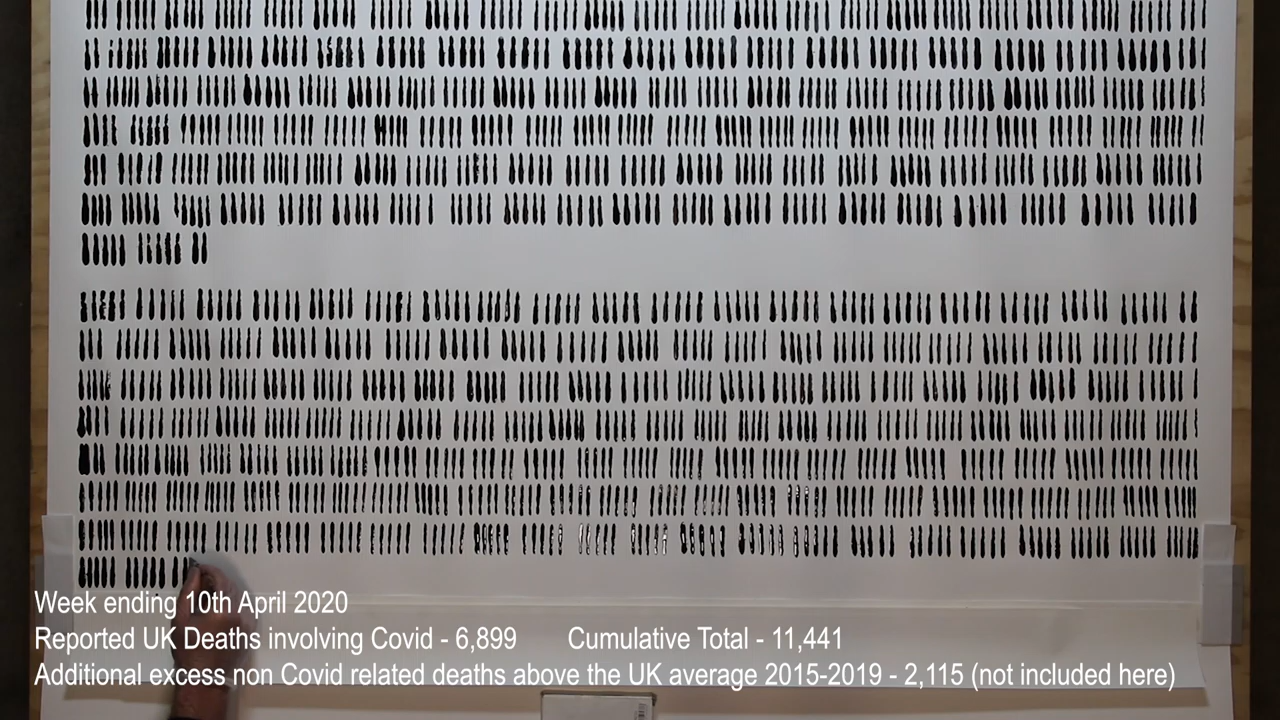 Week ending 10th April 2020
Reported UK Deaths involving Covid - 6,899 Cumulative Total - 11,441
Additional excess non Covid related deaths above the UK average 2015-2019 - 2,115 (not included here)